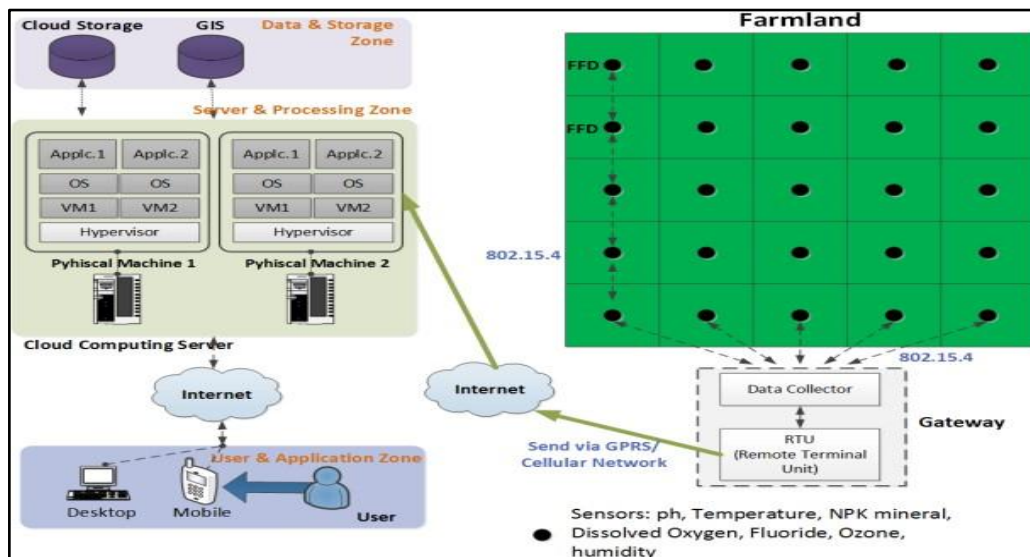 Cloud Storage
GIS
Data & Storage
Zone
Server & Processing Zone
Applc.1
Applc.2
OS
OS
VM1
VM2
Hypervisor
Pyhiscal Machine 1
Applc.1
Applc.2
OS
OS
VM1
VM2
Hypervisor
Pyhiscal Machine 2
Cloud Computing Server
Internet
User & Application Zone
Desktop
Mobile
User
Internet
Send via GPRS/
Cellular Network
Farmland
FFD
FFD
802.15.4
802.15.4
Data Collector
Gateway
RTU
(Remote Terminal
Unit)
Sensors: ph, Temperature, NPK mineral,
Dissolved Oxygen, Fluoride, Ozone,
humidity